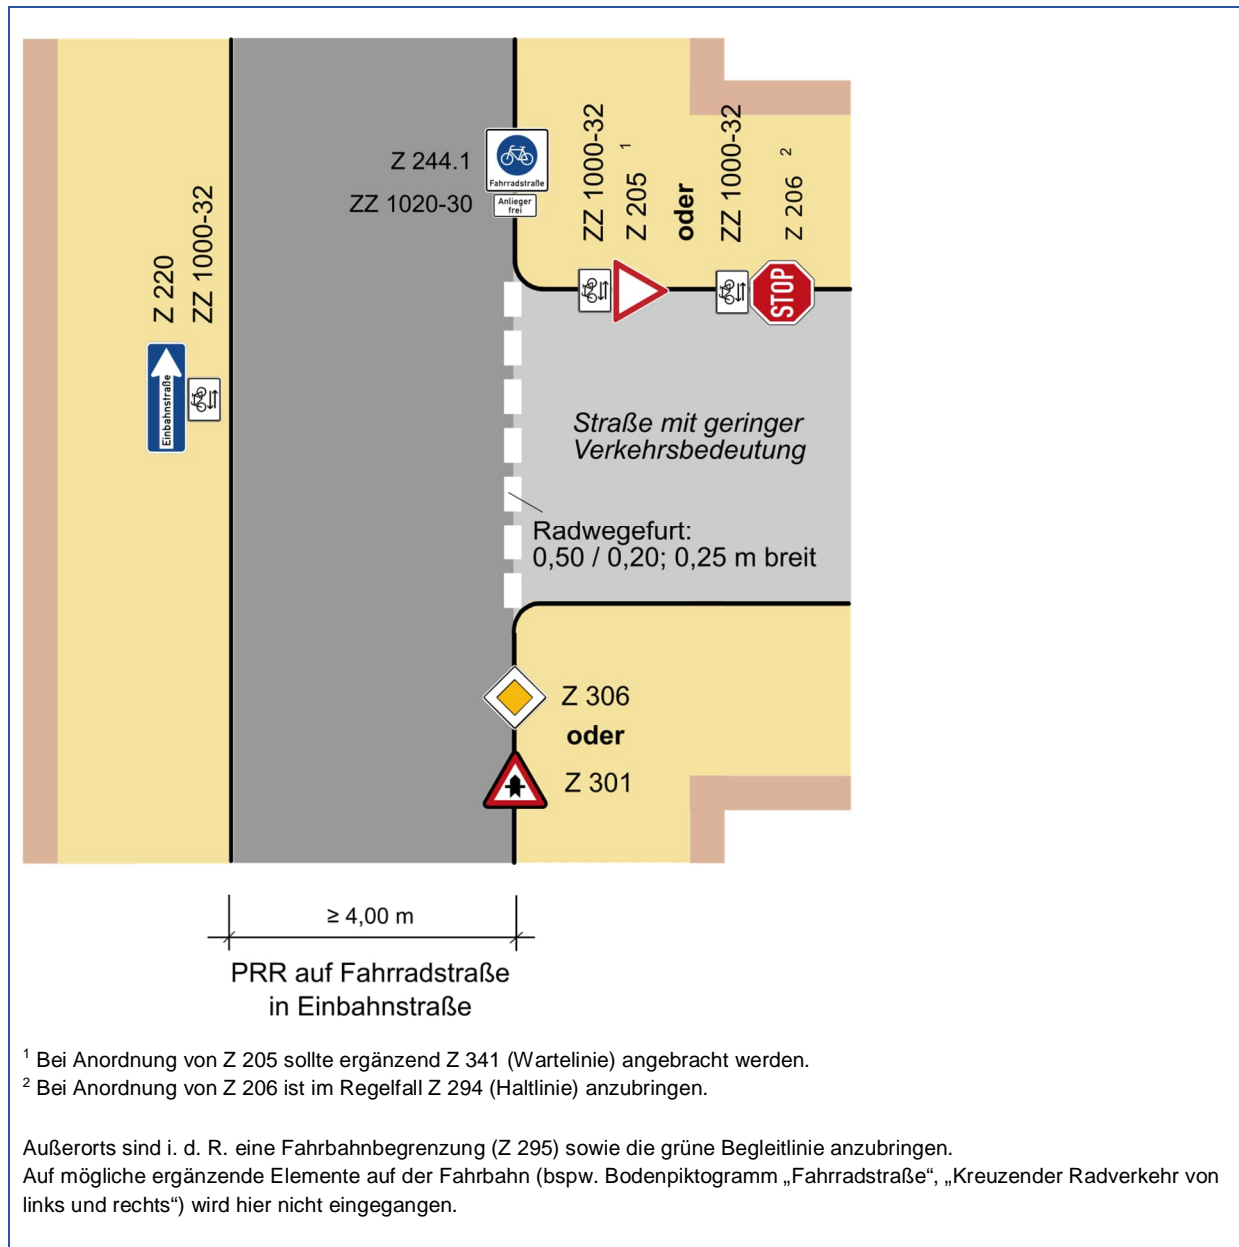 Z 244.1
Fahrradstraße
ZZ 1020-30
Anlieger
frei
ZZ 1000-32
Z 205 1
oder
ZZ 1000-32
Z 206 2
STOP
Z 220
ZZ 1000-32
Einbahnstraße
Straße mit geringer
Verkehrsbedeutung
Radwegefurt:
0,50 / 0,20; 0,25 m breit
Z 306
oder
Z 301
≥ 4,00 m
PRR auf Fahrradstraße
in Einbahnstraße
1 Bei Anordnung von Z 205 sollte ergänzend Z 341 (Wartelinie) angebracht werden.
2 Bei Anordnung von Z 206 ist im Regelfall Z 294 (Haltlinie) anzubringen.
Außerorts sind i. d. R. eine Fahrbahnbegrenzung (Z 295) sowie die grüne Begleitlinie anzubringen.
Auf mögliche ergänzende Elemente auf der Fahrbahn (bspw. Bodenpiktogramm „Fahrradstraße“, „Kreuzender Radverkehr von
links und rechts“) wird hier nicht eingegangen.